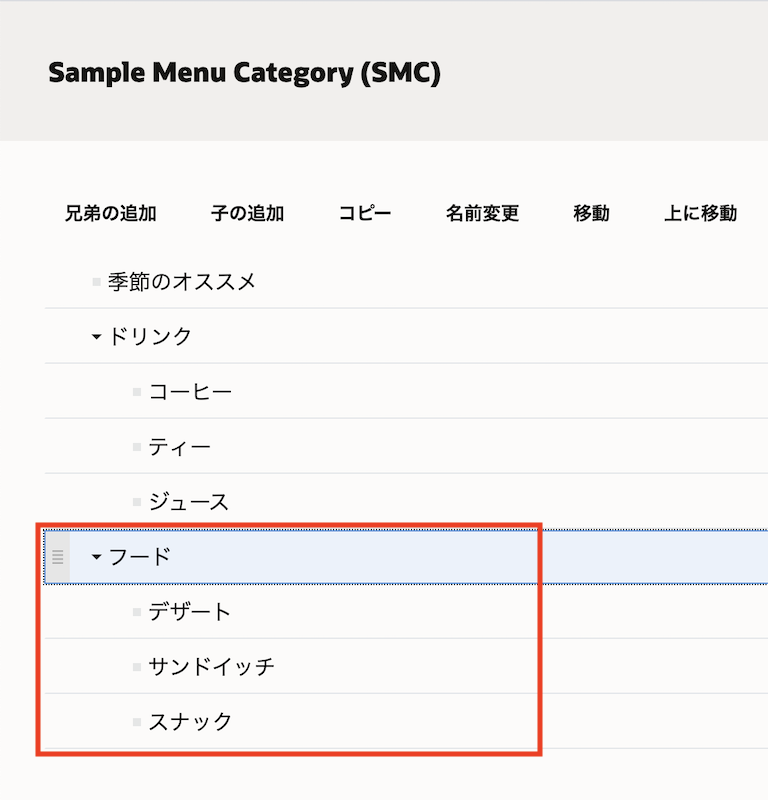 Sample Menu Category (SMC)
兄弟の追加 子の追加 コピー 名前変更 移動 上に移動
季節のオススメ
ドリンク
コーヒー
ティー
ジュース
フード
デザート
サンドイッチ
スナック